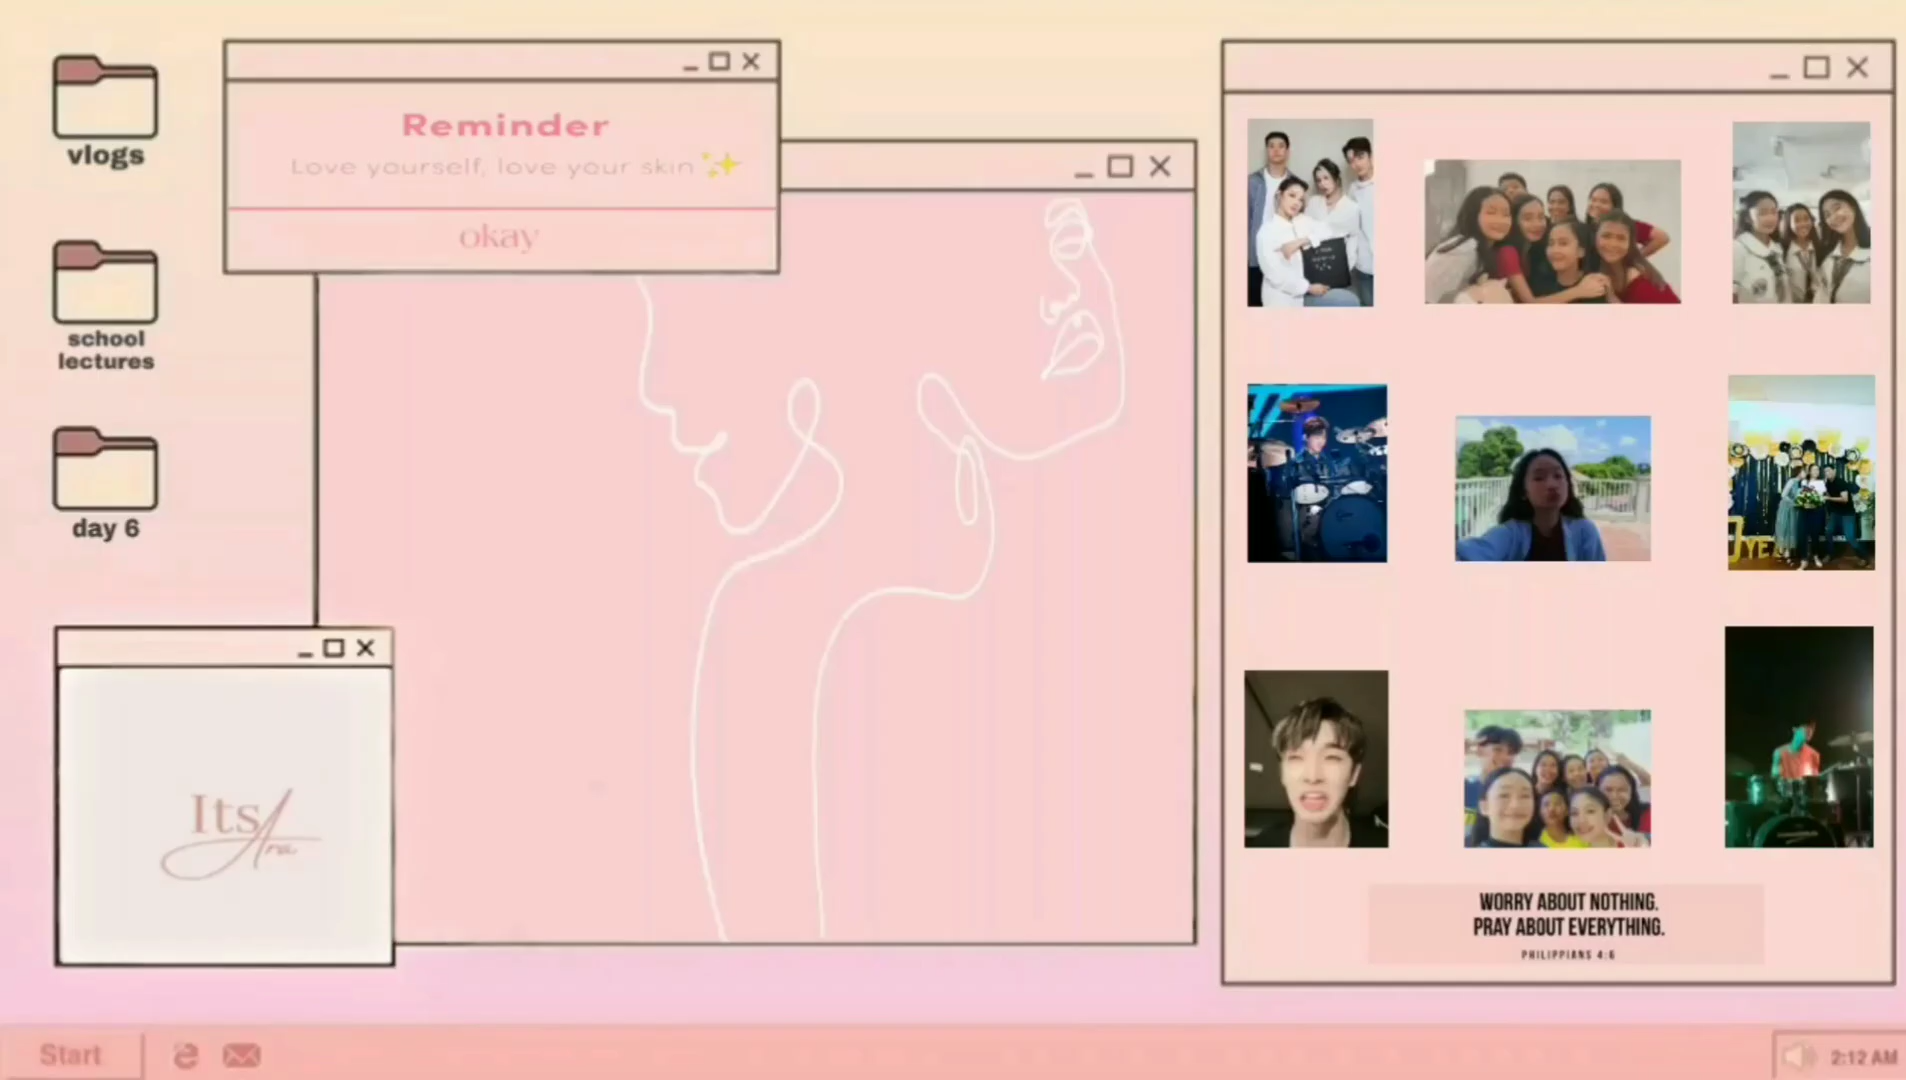 vlogs
school
lectures
day 6
Reminder
Love yourself, love your skin
okay
Its
Ara
YEA
WORRY ABOUT NOTHING.
PRAY ABOUT EVERYTHING.
PHILIPPIANS 4:6
Start
2:12 AM